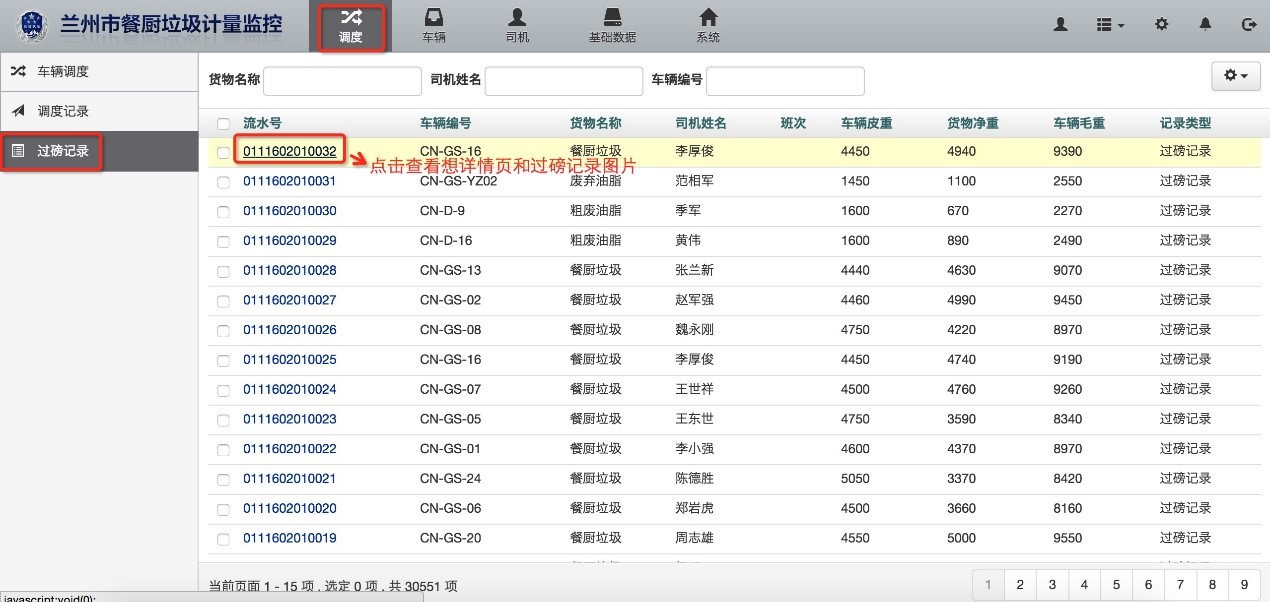 兰州市餐厨垃圾计量监控 调度 车辆 司机 基础数据 系统
车辆调度
调度记录
过磅记录
货物名称 司机姓名 车辆编号
流水号 车辆编号 货物名称 司机姓名 班次 车辆皮重 货物净重 车辆毛重 记录类型
0111602010032 CN-GS-16 餐厨垃圾 李厚俊 4450 4940 9390 过磅记录
点击查看想详情页和过磅记录图片
0111602010031 CN-GS-YZ02 废弃油脂 范相军 1450 1100 2550 过磅记录
0111602010030 CN-D-9 粗废油脂 季军 1600 670 2270 过磅记录
0111602010029 CN-D-16 粗废油脂 黄伟 1600 890 2490 过磅记录
0111602010028 CN-GS-13 餐厨垃圾 张兰新 4440 4630 9070 过磅记录
0111602010027 CN-GS-02 餐厨垃圾 赵军强 4460 4990 9450 过磅记录
0111602010026 CN-GS-08 餐厨垃圾 魏永刚 4750 4220 8970 过磅记录
0111602010025 CN-GS-16 餐厨垃圾 李厚俊 4450 4740 9190 过磅记录
0111602010024 CN-GS-07 餐厨垃圾 王世祥 4500 4760 9260 过磅记录
0111602010023 CN-GS-05 餐厨垃圾 王东世 4750 3590 8340 过磅记录
0111602010022 CN-GS-01 餐厨垃圾 李小强 4600 4370 8970 过磅记录
0111602010021 CN-GS-24 餐厨垃圾 陈德胜 5050 3370 8420 过磅记录
0111602010020 CN-GS-06 餐厨垃圾 郑岩虎 4500 3660 8160 过磅记录
0111602010019 CN-GS-20 餐厨垃圾 周志雄 4550 5000 9550 过磅记录
当前页面 1 - 15 项 , 选定 0 项 , 共 30551 项 1 2 3 4 5 6 7 8 9
javascript:void(0);